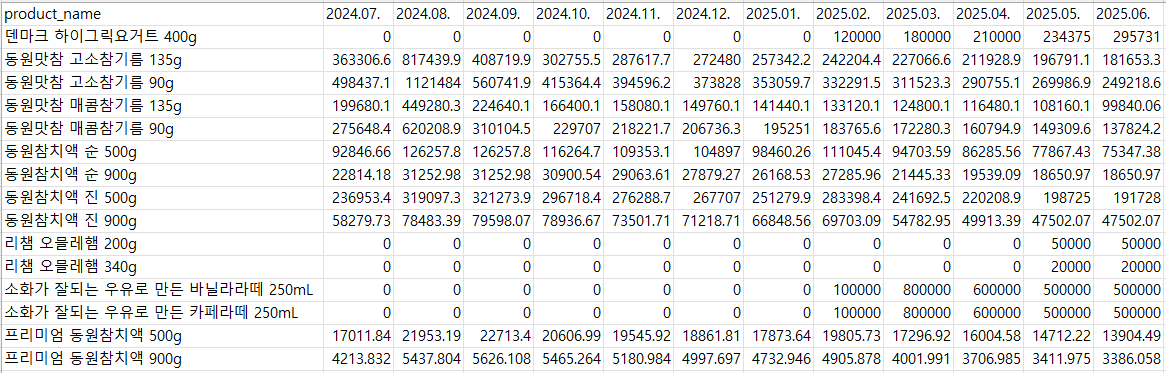 product_name 2024.07. 2024.08. 2024.09. 2024.10. 2024.11. 2024.12. 2025.01. 2025.02. 2025.03. 2025.04. 2025.05. 2025.06.
덴마크 하이그릭요거트 400g 0 0 0 0 0 0 0 120000 180000 210000 234375 295731
동원맛참 고소참기름 135g 363306.6 817439.9 408719.9 302755.5 287617.7 272480 257342.2 242204.4 227066.6 211928.9 196791.1 181653.3
동원맛참 고소참기름 90g 498437.1 1121484 560741.9 415364.4 394596.2 373828 353059.7 332291.5 311523.3 290755.1 269986.9 249218.6
동원맛참 매콤참기름 135g 199680.1 449280.3 224640.1 166400.1 158080.1 149760.1 141440.1 133120.1 124800.1 116480.1 108160.1 99840.06
동원맛참 매콤참기름 90g 275648.4 620208.9 310104.5 229707 218221.7 206736.3 195251 183765.6 172280.3 160794.9 149309.6 137824.2
동원참치액 순 500g 92846.66 126257.8 126257.8 116264.7 109353.1 104897 98460.26 111045.4 94703.59 86285.56 77867.43 75347.38
동원참치액 순 900g 22814.18 31252.98 31252.98 30900.54 29063.61 27879.27 26168.53 27285.96 21445.33 19539.09 18650.97 18650.97
동원참치액 진 500g 236953.4 319097.3 321273.9 296718.4 276288.7 267707 251279.9 283398.4 241692.5 220208.9 198725 191728
동원참치액 진 900g 58279.73 78483.39 79598.07 78936.67 73501.71 71218.71 66848.56 69703.09 54782.95 49913.39 47502.07 47502.07
리챔 오믈레햄 200g 0 0 0 0 0 0 0 0 0 0 50000 50000
리챔 오믈레햄 340g 0 0 0 0 0 0 0 0 0 0 20000 20000
소화가 잘되는 우유로 만든 바닐라라떼 250mL 0 0 0 0 0 0 0 100000 800000 600000 500000 500000
소화가 잘되는 우유로 만든 카페라떼 250mL 0 0 0 0 0 0 0 100000 800000 600000 500000 500000
프리미엄 동원참치액 500g 17011.84 21953.19 22713.4 20606.99 19545.92 18861.81 17873.64 19805.73 17296.92 16004.58 14712.22 13904.49
프리미엄 동원참치액 900g 4213.832 5437.804 5626.108 5465.264 5180.984 4997.697 4732.946 4905.878 4001.991 3706.985 3411.975 3386.058